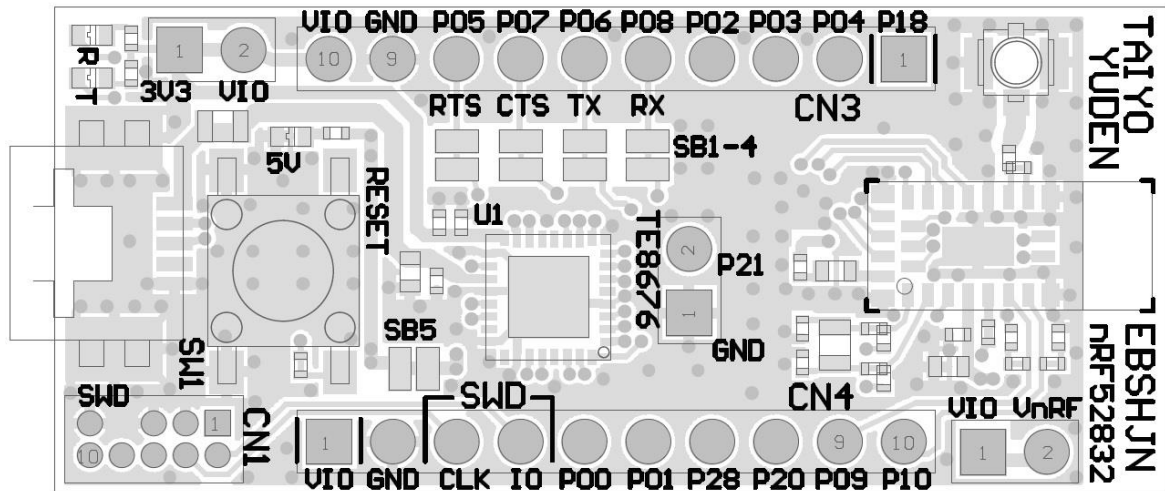 VIO GND P05 P07 P06 P08 P02 P03 P04 P18
1 2 10 9 1
R T
3V3 VIO
RTS CTS TX RX CN3
TAIYO
YUDEN
5V
SB1-4
RESET
U1
TE8676
2
P21
1
GND
SB5
SW1
EBSHJN
nRF52832
SWD
CN1
1
10
SWD
CN4
VIO VnRF
1 9 10 1 2
VIO GND CLK IO P00 P01 P28 P20 P09 P10